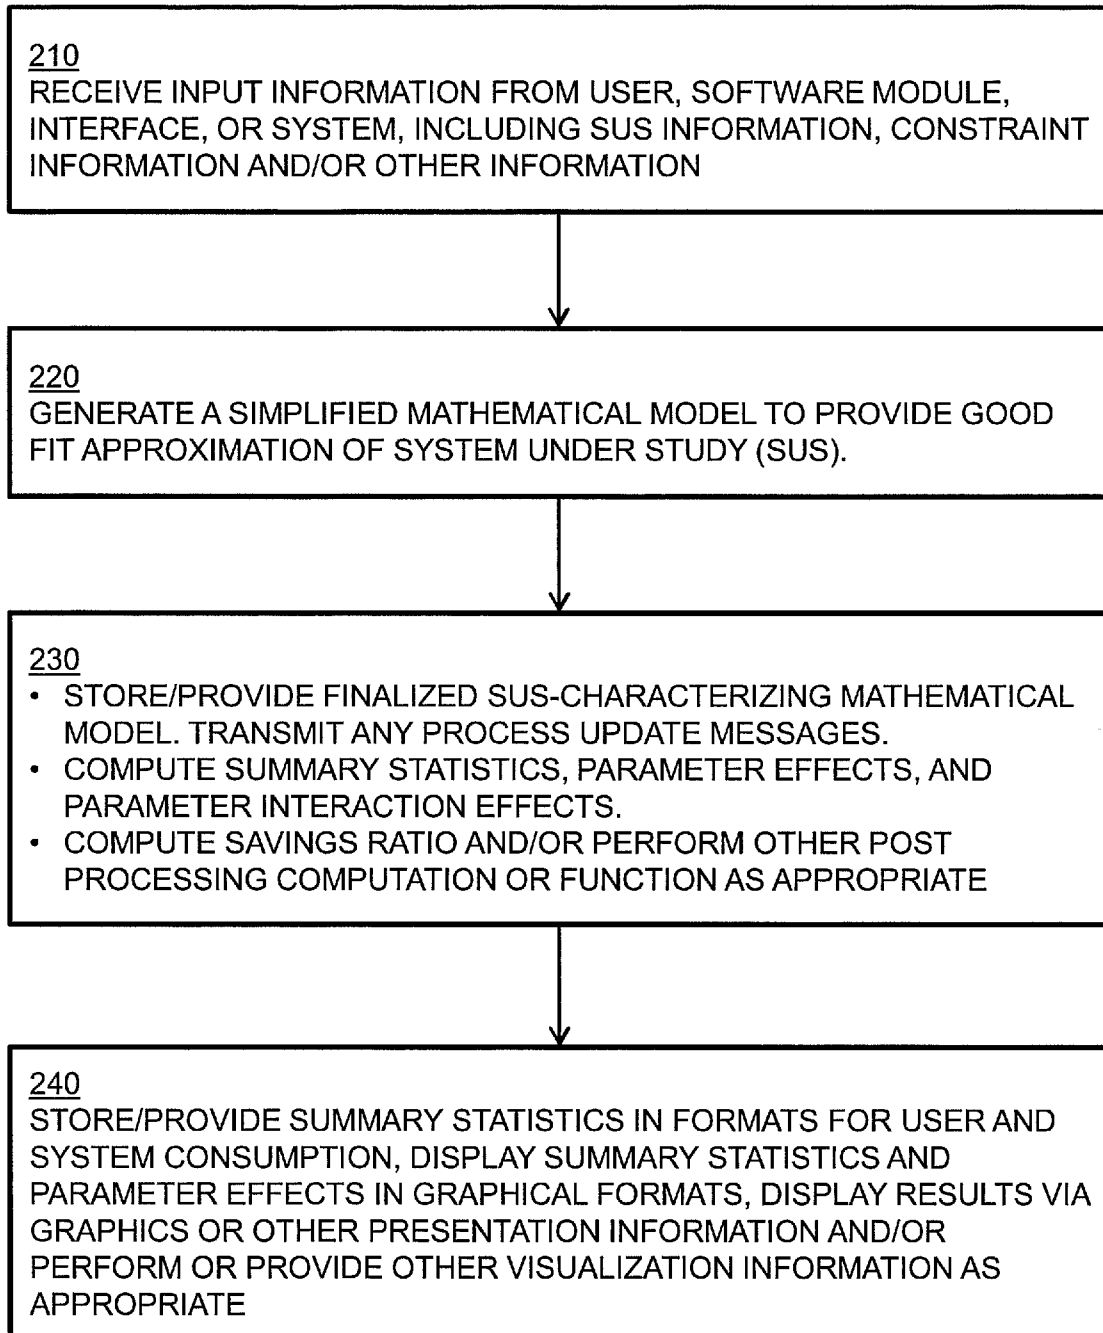 210
RECEIVE INPUT INFORMATION FROM USER, SOFTWARE MODULE,
INTERFACE, OR SYSTEM, INCLUDING SUS INFORMATION, CONSTRAINT
INFORMATION AND/OR OTHER INFORMATION
220
GENERATE A SIMPLIFIED MATHEMATICAL MODEL TO PROVIDE GOOD
FIT APPROXIMATION OF SYSTEM UNDER STUDY (SUS).
230
• STORE/PROVIDE FINALIZED SUS-CHARACTERIZING MATHEMATICAL
MODEL. TRANSMIT ANY PROCESS UPDATE MESSAGES.
• COMPUTE SUMMARY STATISTICS, PARAMETER EFFECTS, AND
PARAMETER INTERACTION EFFECTS.
• COMPUTE SAVINGS RATIO AND/OR PERFORM OTHER POST
PROCESSING COMPUTATION OR FUNCTION AS APPROPRIATE
240
STORE/PROVIDE SUMMARY STATISTICS IN FORMATS FOR USER AND
SYSTEM CONSUMPTION, DISPLAY SUMMARY STATISTICS AND
PARAMETER EFFECTS IN GRAPHICAL FORMATS, DISPLAY RESULTS VIA
GRAPHICS OR OTHER PRESENTATION INFORMATION AND/OR
PERFORM OR PROVIDE OTHER VISUALIZATION INFORMATION AS
APPROPRIATE